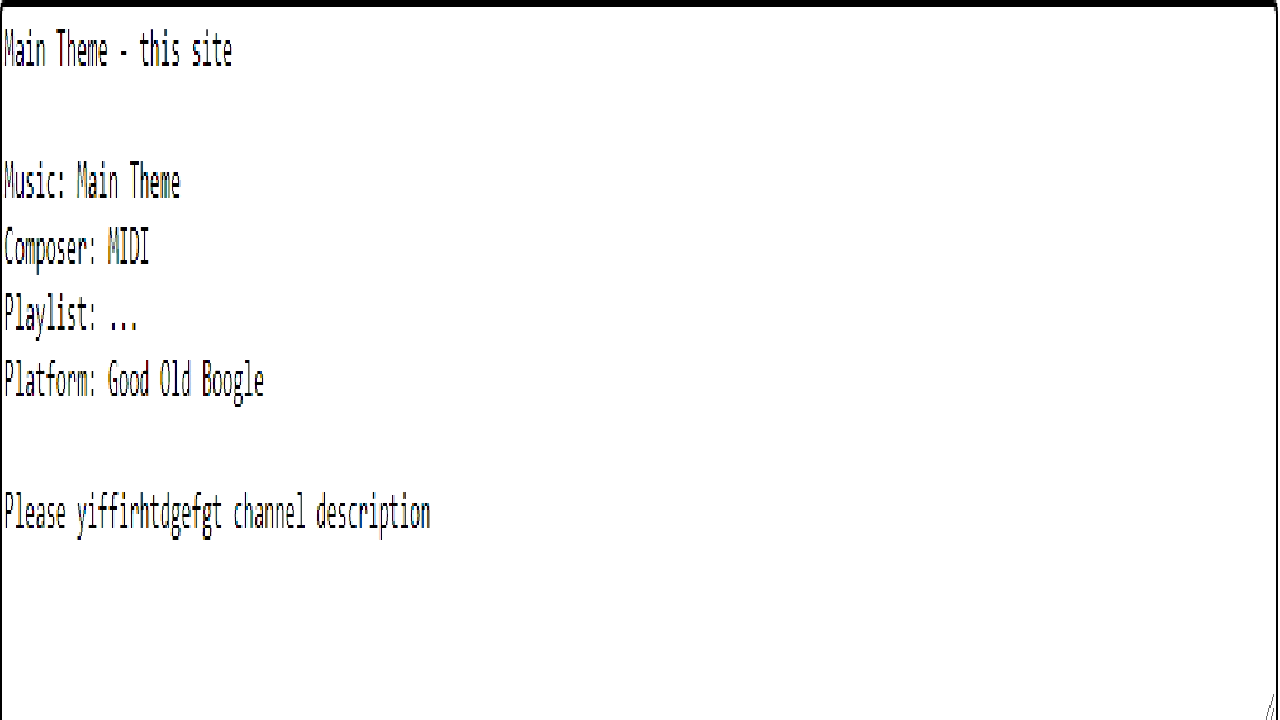 Main Theme - this site
Music: Main Theme
Composer: MIDI
Playlist: ...
Platform: Good Old Boogle
Please yiffirhtdgefgt channel description